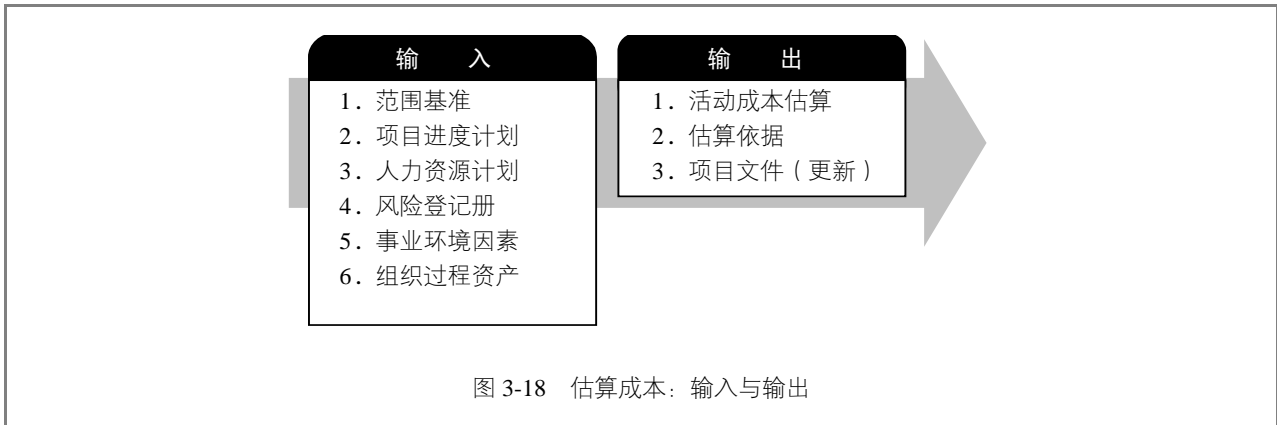 输 入
1. 范围基准
2. 项目进度计划
3. 人力资源计划
4. 风险登记册
5. 事业环境因素
6. 组织过程资产
输 出
1. 活动成本估算
2. 估算依据
3. 项目文件（更新）
图 3-18 估算成本：输入与输出